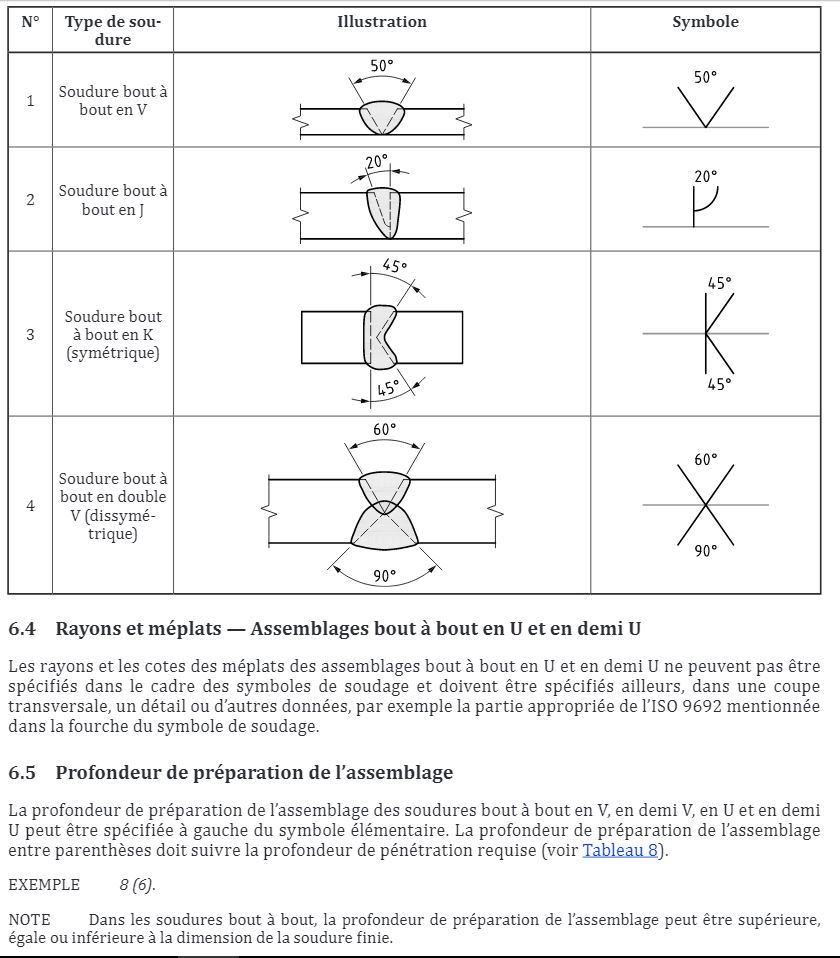 N° Type de sou- Illustration Symbole
dure
1 Soudure bout à
bout en V
50°
50°
2 Soudure bout à
bout en J
20°
20°
3 Soudure bout
à bout en K
(symétrique)
45°
45°
45°
45°
4 Soudure bout à
bout en double
V (dissymé-
trique)
60°
90°
60°
90°
6.4 Rayons et méplats — Assemblages bout à bout en U et en demi U
Les rayons et les cotes des méplats des assemblages bout à bout en U et en demi U ne peuvent pas être
spécifiés dans le cadre des symboles de soudage et doivent être spécifiés ailleurs, dans une coupe
transversale, un détail ou d’autres données, par exemple la partie appropriée de l’ISO 9692 mentionnée
dans la fourche du symbole de soudage.
6.5 Profondeur de préparation de l’assemblage
La profondeur de préparation de l’assemblage des soudures bout à bout en V, en demi V, en U et en demi
U peut être spécifiée à gauche du symbole élémentaire. La profondeur de préparation de l’assemblage
entre parenthèses doit suivre la profondeur de pénétration requise (voir Tableau 8).
EXEMPLE 8 (6).
NOTE Dans les soudures bout à bout, la profondeur de préparation de l’assemblage peut être supérieure,
égale ou inférieure à la dimension de la soudure finie.